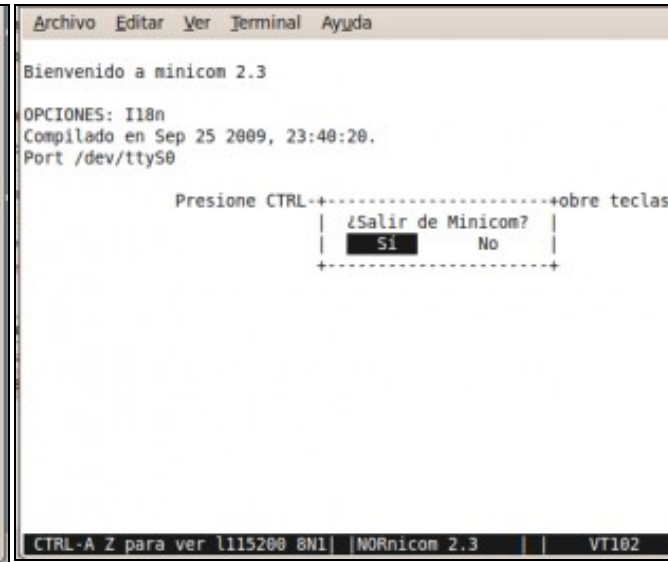 Archivo Editar Ver Terminal Ayuda
Bienvenido a minicom 2.3
OPCIONES: I18n
Compilado en Sep 25 2009, 23:40:20.
Port /dev/ttyS0
Presione CTRL-+-----------------------+obre teclas
| ¿Salir de Minicom? |
| Sí No |
+-----------------------+
CTRL-A Z para ver l115200 8N1| |NORnicom 2.3 | | VT102